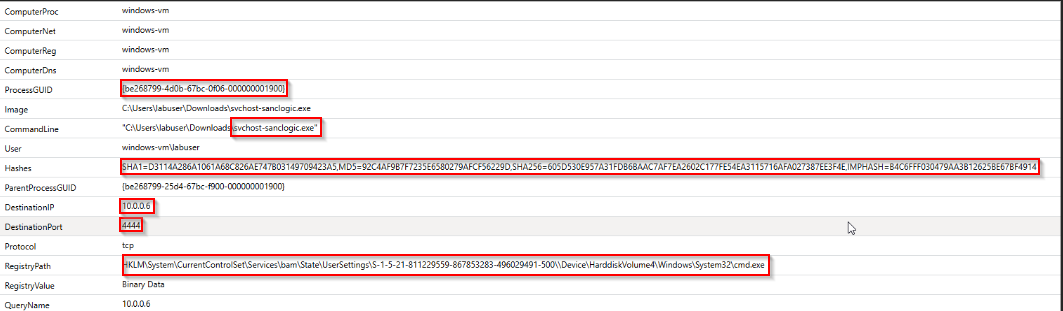 ComputerProc windows-vm
ComputerNet windows-vm
ComputerReg windows-vm
ComputerDns windows-vm
ProcessGUID {be268799-4d0b-67bc-0f06-000000001900}
Image C:\Users\labuser\Downloads\svchost-sanclogic.exe
CommandLine "C:\Users\labuser\Downloads\svchost-sanclogic.exe"
User windows-vm\labuser
Hashes SHA1=D3114A286A1061A68C826AE747B03149709423A5,MD5=92C4AF9B7F7235E6580279AFCF56229D,SHA256=605D530E957A31FDB6BAAC7AF7EA2602C177FE54EA3115716AFA027387EE3F4E,IMPHASH=B4C6FFF030479AA3B12625BE67BF4914
ParentProcessGUID {be268799-25d4-67bc-f900-000000001900}
DestinationIP 10.0.0.6
DestinationPort 4444
Protocol tcp
RegistryPath HKLM\System\CurrentControlSet\Services\bam\State\UserSettings\S-1-5-21-811229559-867853283-496029491-500\\Device\HarddiskVolume4\Windows\System32\cmd.exe
RegistryValue Binary Data
QueryName 10.0.0.6